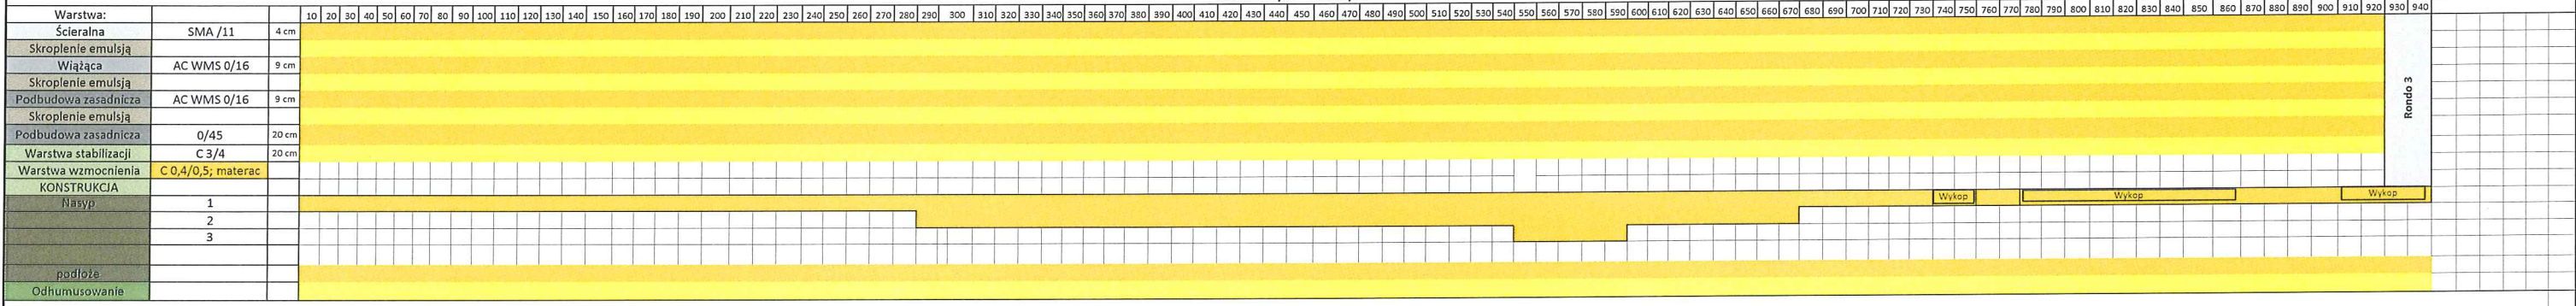 Warstwa: 10 20 30 40 50 60 70 80 90 100 110 120 130 140 150 160 170 180 190 200 210 220 230 240 250 260 270 280 290 300 310 320 330 340 350 360 370 380 390 400 410 420 430 440 450 460 470 480 490 500 510 520 530 540 550 560 570 580 590 600 610 620 630 640 650 660 670 680 690 700 710 720 730 740 750 760 770 780 790 800 810 820 830 840 850 860 870 880 890 900 910 920 930 940
Ścieralna SMA /11 4 cm
Skroplenie emulsją
Wiążąca AC WMS 0/16 9 cm
Skroplenie emulsją
Podbudowa zasadnicza AC WMS 0/16 9 cm
Skroplenie emulsją
Podbudowa zasadnicza 0/45 20 cm
Warstwa stabilizacji C 3/4 20 cm
Warstwa wzmocnienia C 0,4/0,5; materac
KONSTRUKCJA
Nasyp 1
2
3
podłoże
Odhumusowanie
Wykop Wykop Wykop
Rondo 3